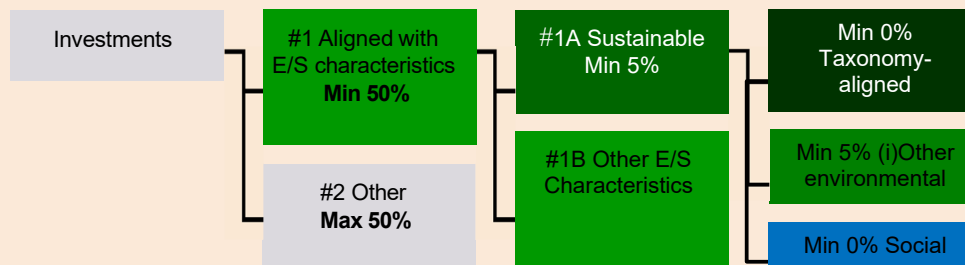 Investments
#1 Aligned with
E/S characteristics
Min 50%
#2 Other
Max 50%
#1A Sustainable
Min 5%
#1B Other E/S
Characteristics
Min 0%
Taxonomy-
aligned
Min 5% (i)Other
environmental
Min 0% Social